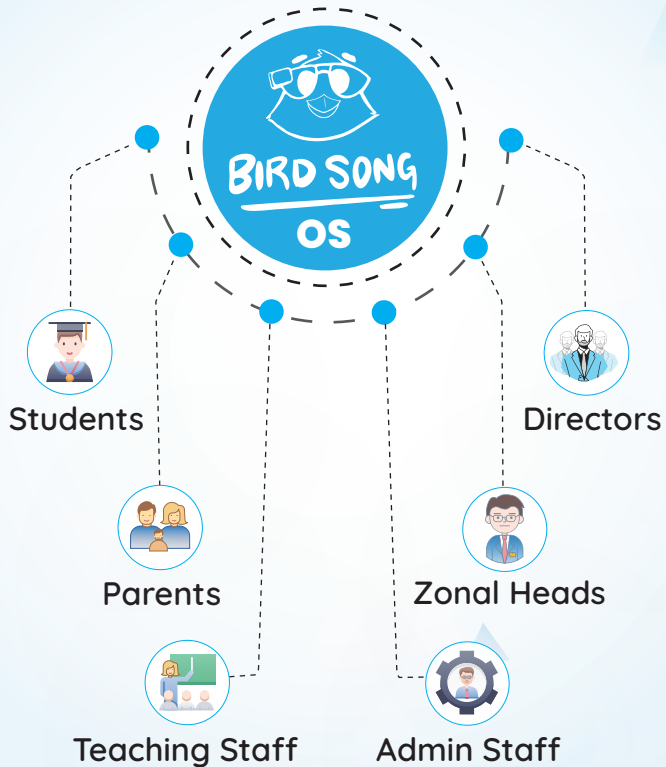 BIRD SONG
OS
Students
Directors
Parents
Zonal Heads
Teaching Staff
Admin Staff